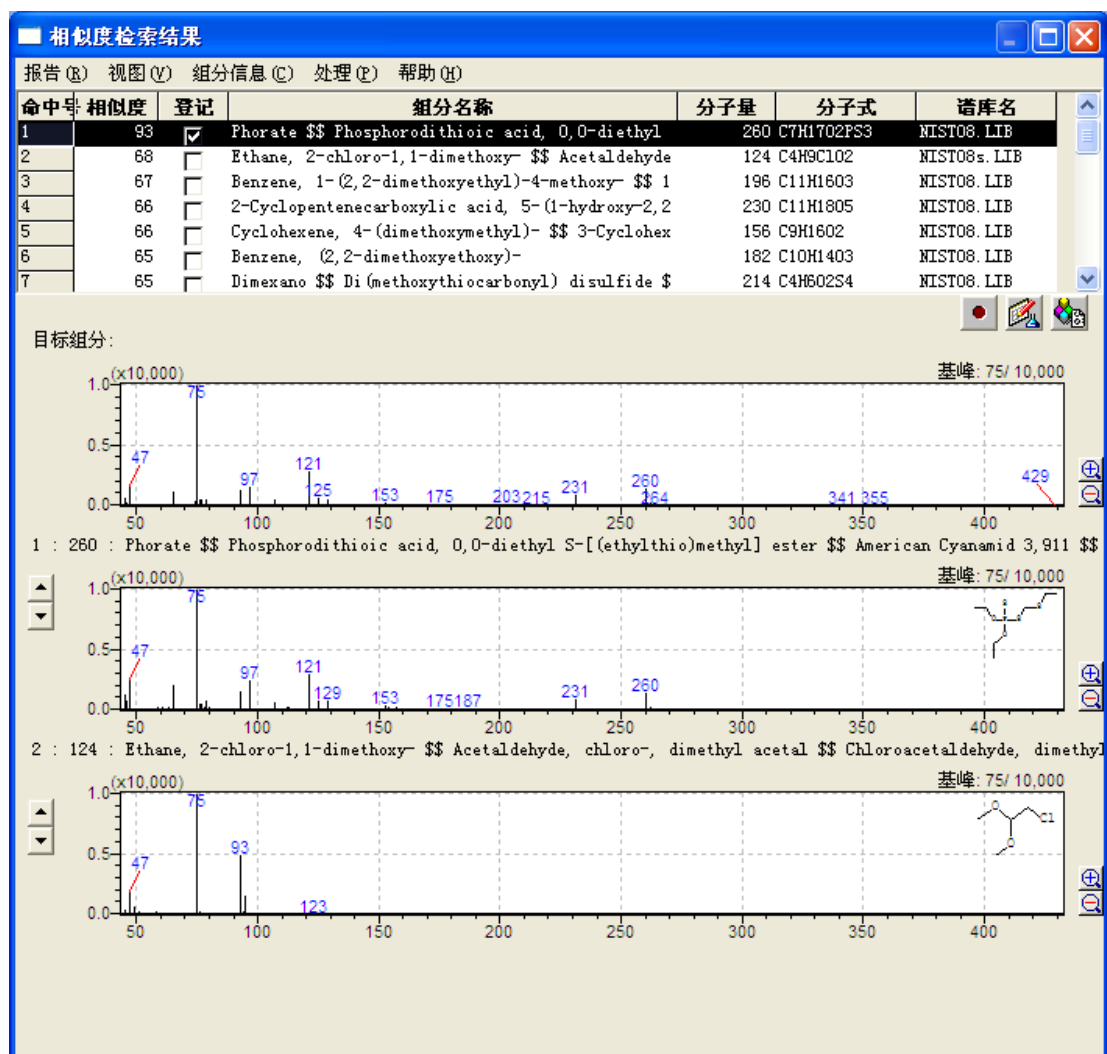 相似度检索结果
报告(R) 视图(V) 组分信息(C) 处理(P) 帮助(H)
命中号 相似度 登记 组分名称 分子量 分子式 谱库名
1 93 Phorate $$ Phosphorodithioic acid, O,O-diethyl 260 C7H17O2PS3 NIST08.LIB
2 68 Ethane, 2-chloro-1,1-dimethoxy- $$ Acetaldehyde 124 C4H9ClO2 NIST08s.LIB
3 67 Benzene, 1-(2,2-dimethoxyethyl)-4-methoxy- $$ 1 196 C11H16O3 NIST08.LIB
4 66 2-Cyclopentenecarboxylic acid, 5-(1-hydroxy-2,2 230 C11H18O5 NIST08.LIB
5 66 Cyclohexene, 4-(dimethoxymethyl)- $$ 3-Cyclohex 156 C9H16O2 NIST08.LIB
6 65 Benzene, (2,2-dimethoxyethoxy)- 182 C10H14O3 NIST08.LIB
7 65 Dimexano $$ Di(methoxythiocarbonyl) disulfide $ 214 C4H6O2S4 NIST08.LIB
目标组分:
(x10,000) 基峰: 75/ 10,000
1.0 75
0.5
47 97 121 125 153 175 203 215 231 260 264 341 355 429
0.0
50 100 150 200 250 300 350 400
1 : 260 : Phorate $$ Phosphorodithioic acid, O,O-diethyl S-[(ethylthio)methyl] ester $$ American Cyanamid 3,911 $$
(x10,000) 基峰: 75/ 10,000
1.0 75
0.5 47
97 121 129 153 175 187 231 260
0.0
50 100 150 200 250 300 350 400
2 : 124 : Ethane, 2-chloro-1,1-dimethoxy- $$ Acetaldehyde, chloro-, dimethyl acetal $$ Chloroacetaldehyde, dimethyl
(x10,000) 基峰: 75/ 10,000
1.0 75
O Cl
O
0.5 93
47 123
0.0
50 100 150 200 250 300 350 400